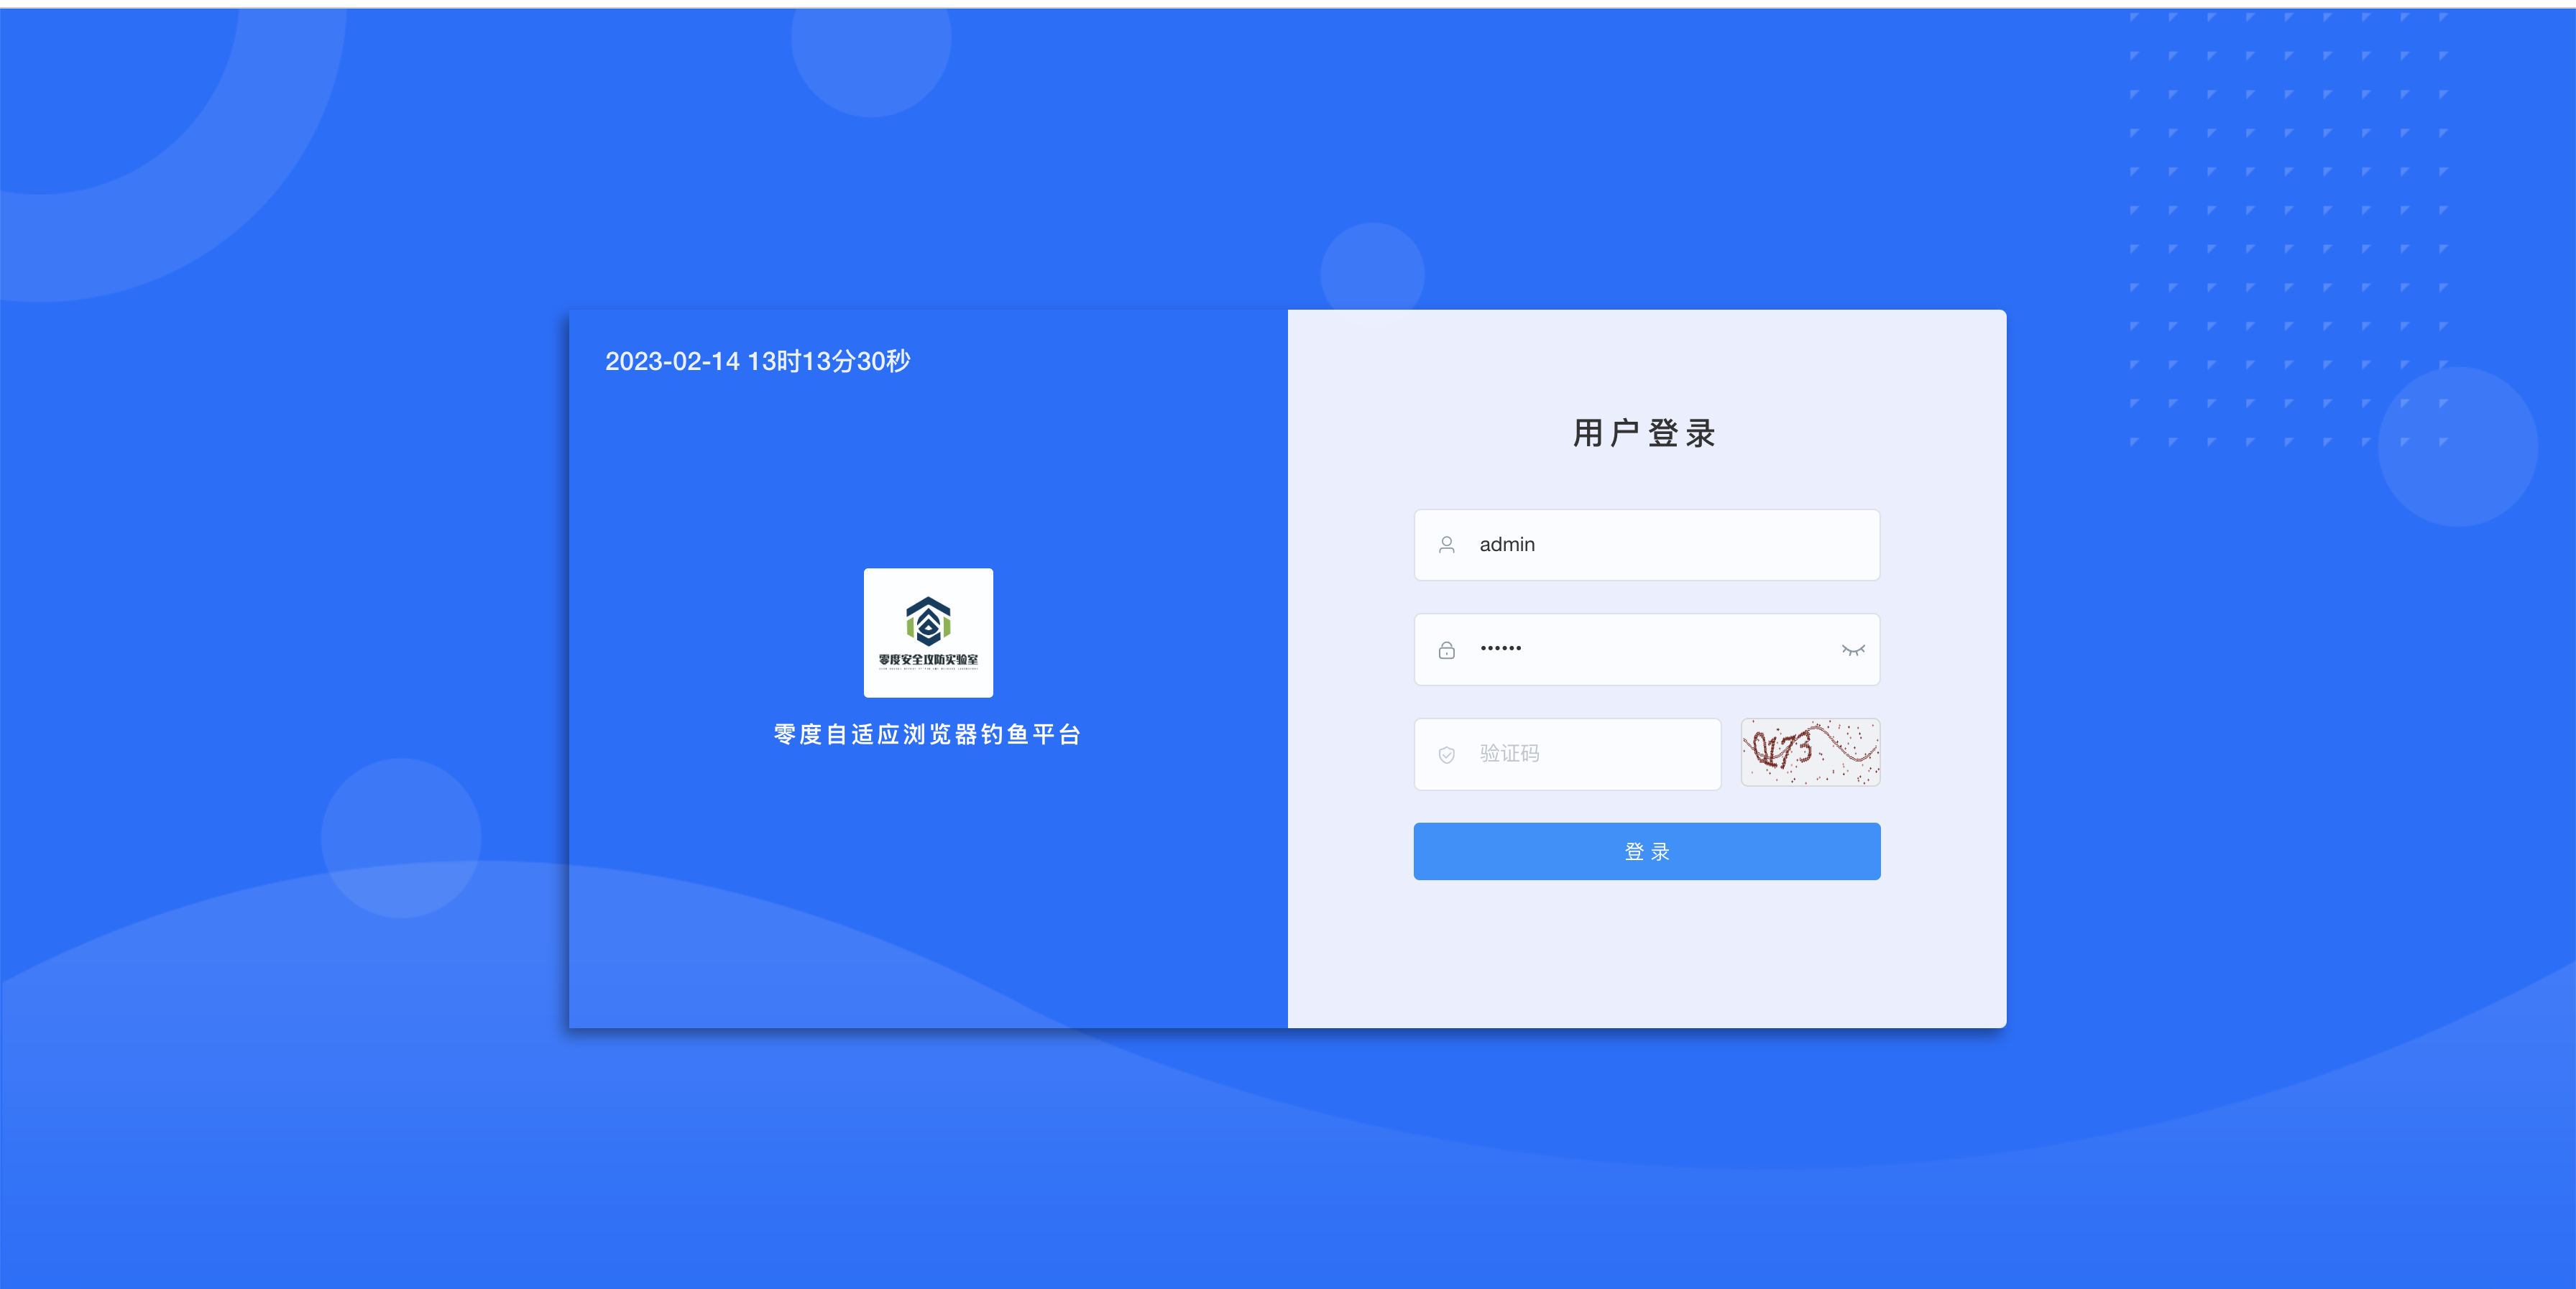 2023-02-14 13时13分30秒
零度安全攻防实验室
零度自适应浏览器钓鱼平台
用户登录
admin
••••••
验证码
登 录